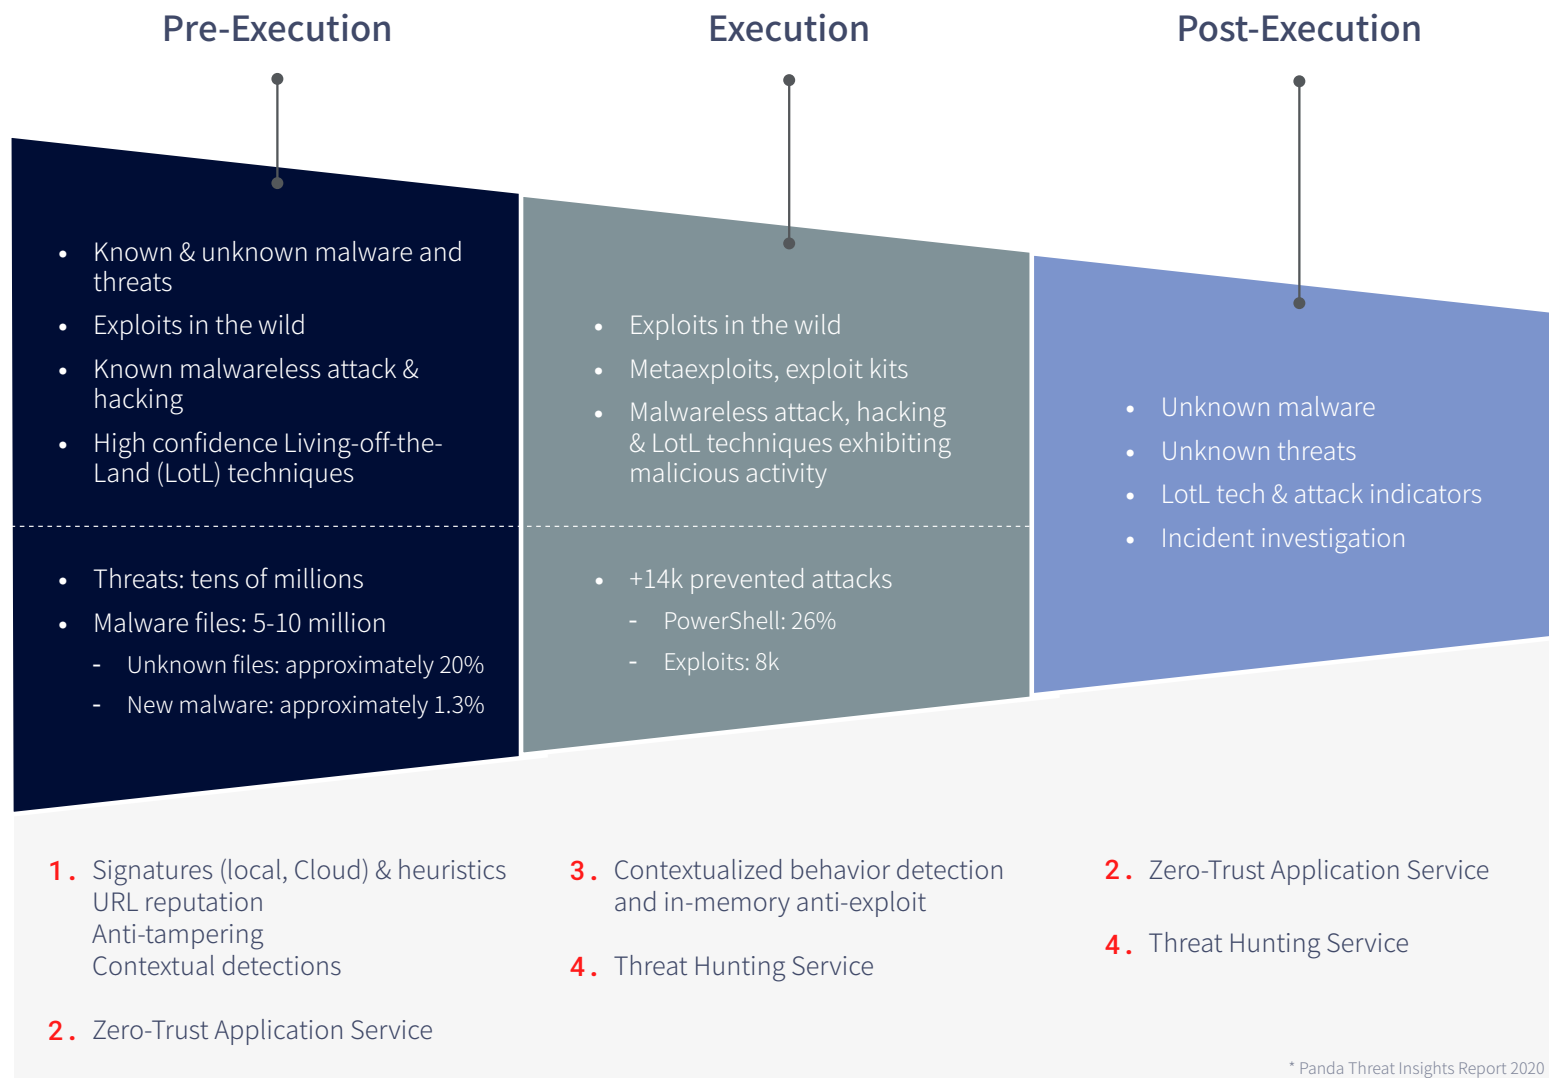 Pre-Execution
Execution
Post-Execution
• Known & unknown malware and
threats
• Exploits in the wild
• Known malwareless attack &
hacking
• High confidence Living-off-the-
Land (LotL) techniques
• Threats: tens of millions
• Malware files: 5-10 million
- Unknown files: approximately 20%
- New malware: approximately 1.3%
• Exploits in the wild
• Metaexploits, exploit kits
• Malwareless attack, hacking
& LotL techniques exhibiting
malicious activity
• +14k prevented attacks
- PowerShell: 26%
- Exploits: 8k
• Unknown malware
• Unknown threats
• LotL tech & attack indicators
• Incident investigation
1. Signatures (local, Cloud) & heuristics
URL reputation
Anti-tampering
Contextual detections
2. Zero-Trust Application Service
3. Contextualized behavior detection
and in-memory anti-exploit
4. Threat Hunting Service
2. Zero-Trust Application Service
4. Threat Hunting Service
* Panda Threat Insights Report 2020